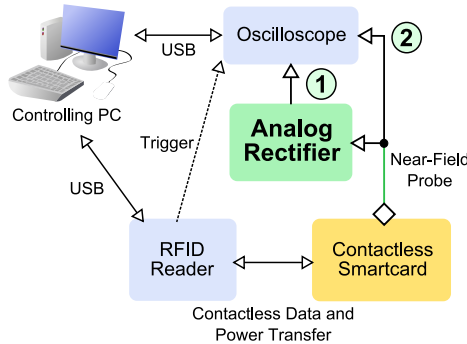 USB
Oscilloscope
2
1
Controlling PC
Analog
Rectifier
Trigger
Near-Field
Probe
USB
RFID
Reader
Contactless
Smartcard
Contactless Data and
Power Transfer